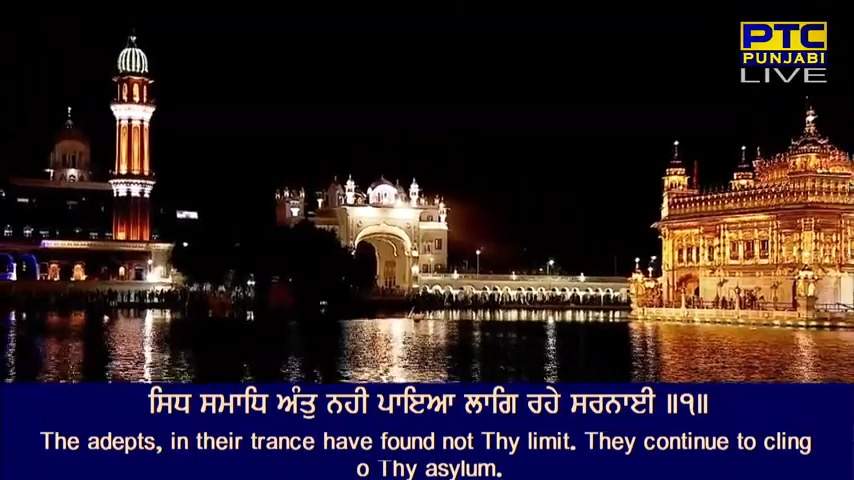 PTC
PUNJABI
LIVE
ਸਿਧ ਸਮਾਧਿ ਅੰਤੁ ਨਹੀ ਪਾਇਆ ਲਾਗਿ ਰਹੇ ਸਰਨਾਈ ॥੧॥
The adepts, in their trance have found not Thy limit. They continue to cling
o Thy asylum.